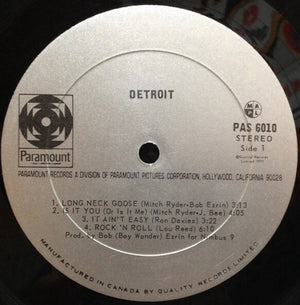 DETROIT
PAS 6010
STEREO
Side 1
Paramount
PARAMOUNT RECORDS A DIVISION OF PARAMOUNT PICTURES CORPORATION, HOLLYWOOD, CALIFORNIA 90028
1. LONG NECK GOOSE (Mitch Ryder-Bob Ezrin) 3:13
2. IS IT YOU (Or Is It Me) (Mitch Ryder-J. Bee) 4:05
3. IT AIN'T EASY (Ron Davies) 4:55
4. ROCK 'N ROLL (Lou Reed) 6:10
Prod. by Bob (Boy Wonder) Ezrin for Nimbus 9
MANUFACTURED IN CANADA BY QUALITY RECORDS LIMITED